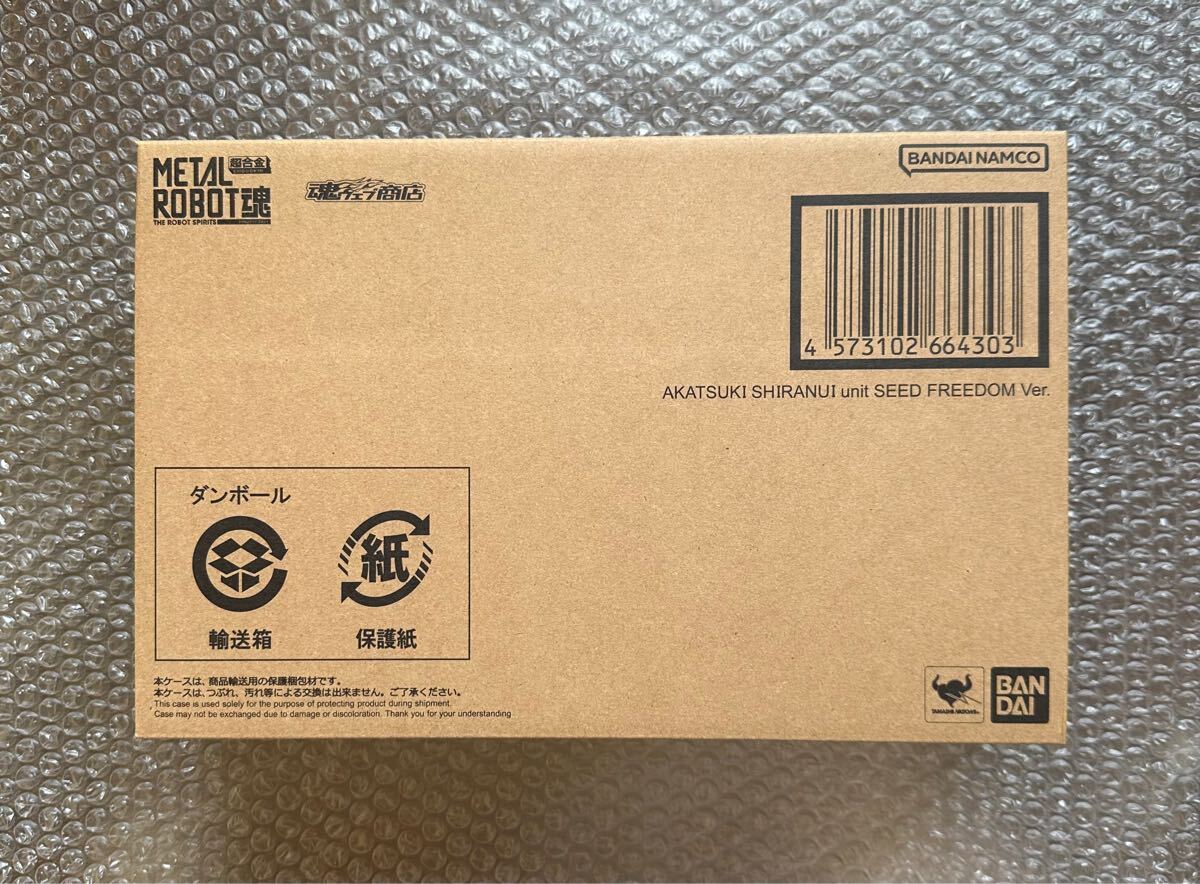 METAL 超合金
ROBOT魂
THE ROBOT SPIRITS
魂ウェブ商店
BANDAI NAMCO
4 573102 664303
AKATSUKI SHIRANUI unit SEED FREEDOM Ver.
ダンボール
紙
輸送箱 保護紙
本ケースは、商品輸送用の保護梱包材です。
本ケースは、つぶれ、汚れ等による交換は出来ません。ご了承ください。
This case is used solely for the purpose of protecting product during shipment.
Case may not be exchanged due to damage or discoloration. Thank you for your understanding
TAMASHII NATIONS
BAN
DAI